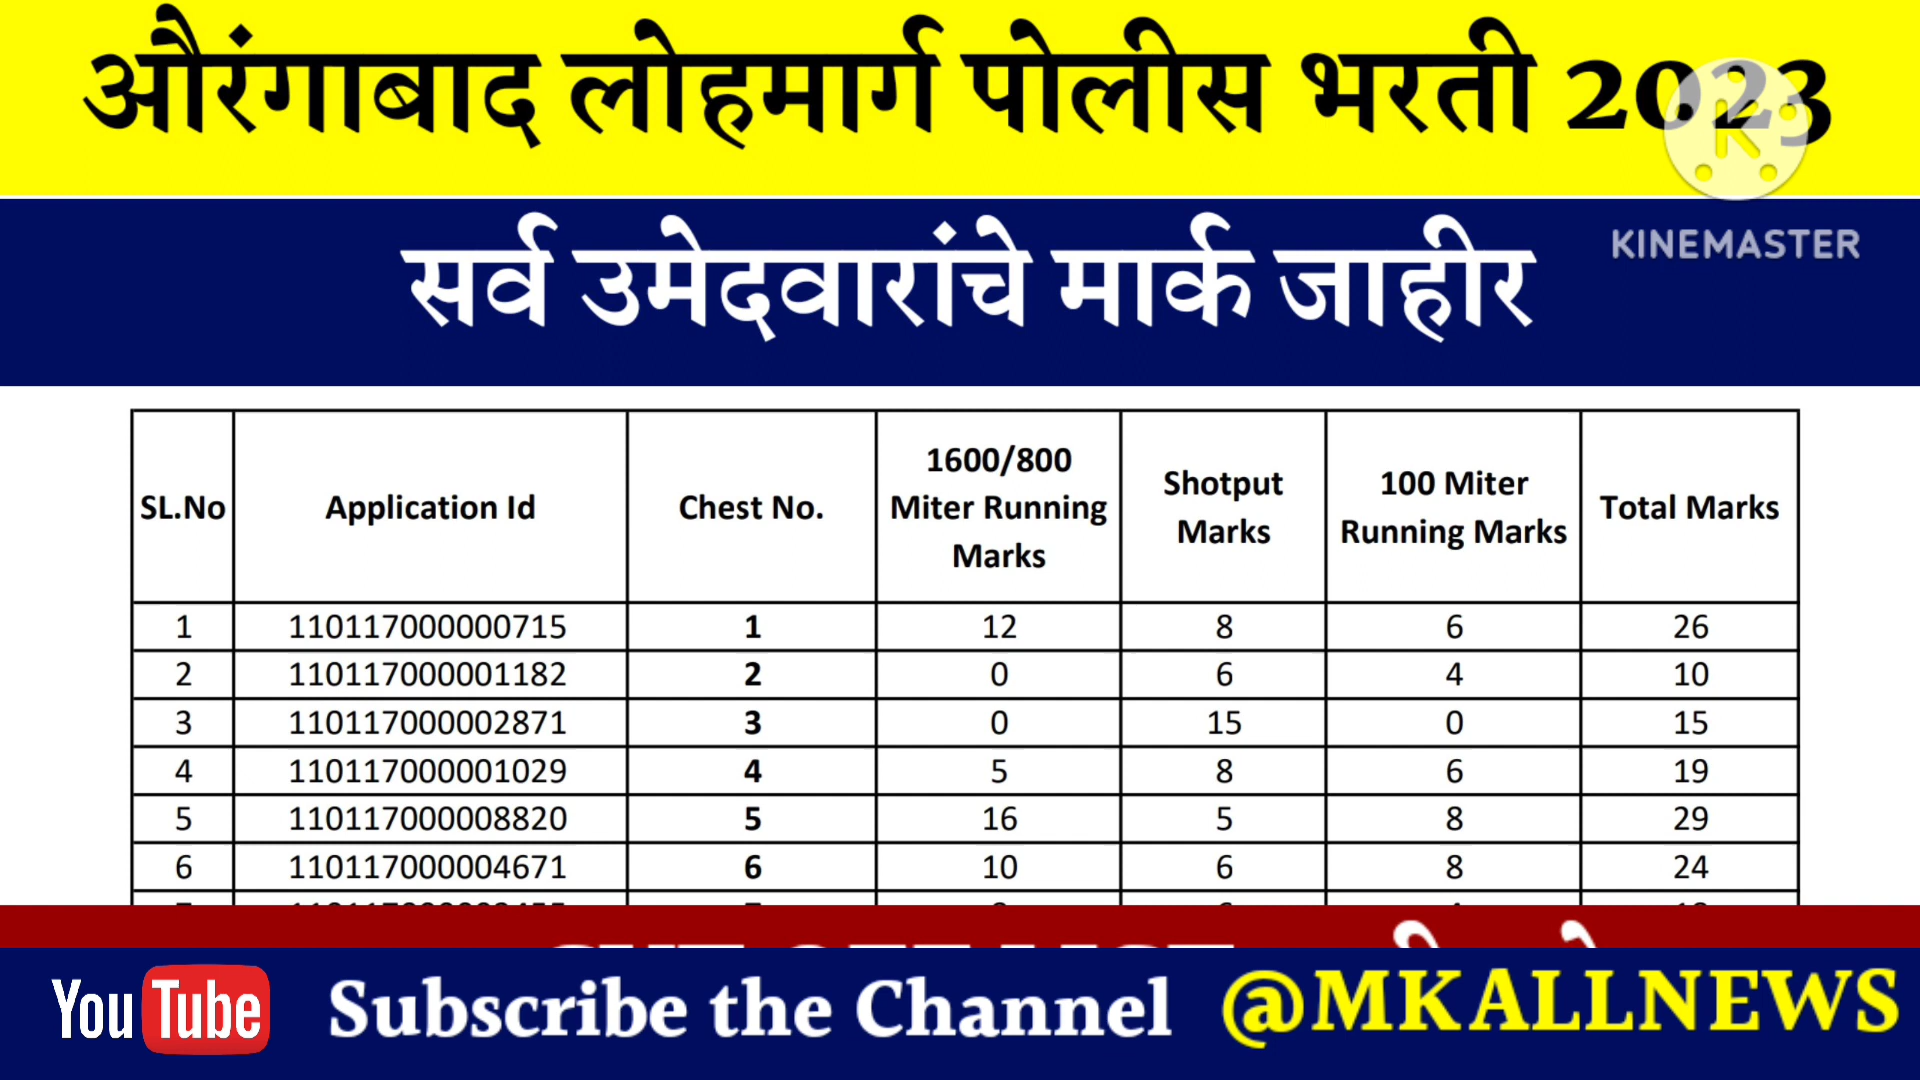 औरंगाबाद लोहमार्ग पोलीस भरती 2023
सर्व उमेदवारांचे मार्क जाहीर
KINEMASTER
SL.No Application Id Chest No. 1600/800 Miter Running Marks Shotput Marks 100 Miter Running Marks Total Marks
1 110117000000715 1 12 8 6 26
2 110117000001182 2 0 6 4 10
3 110117000002871 3 0 15 0 15
4 110117000001029 4 5 8 6 19
5 110117000008820 5 16 5 8 29
6 110117000004671 6 10 6 8 24
YouTube Subscribe the Channel @MKALLNEWS